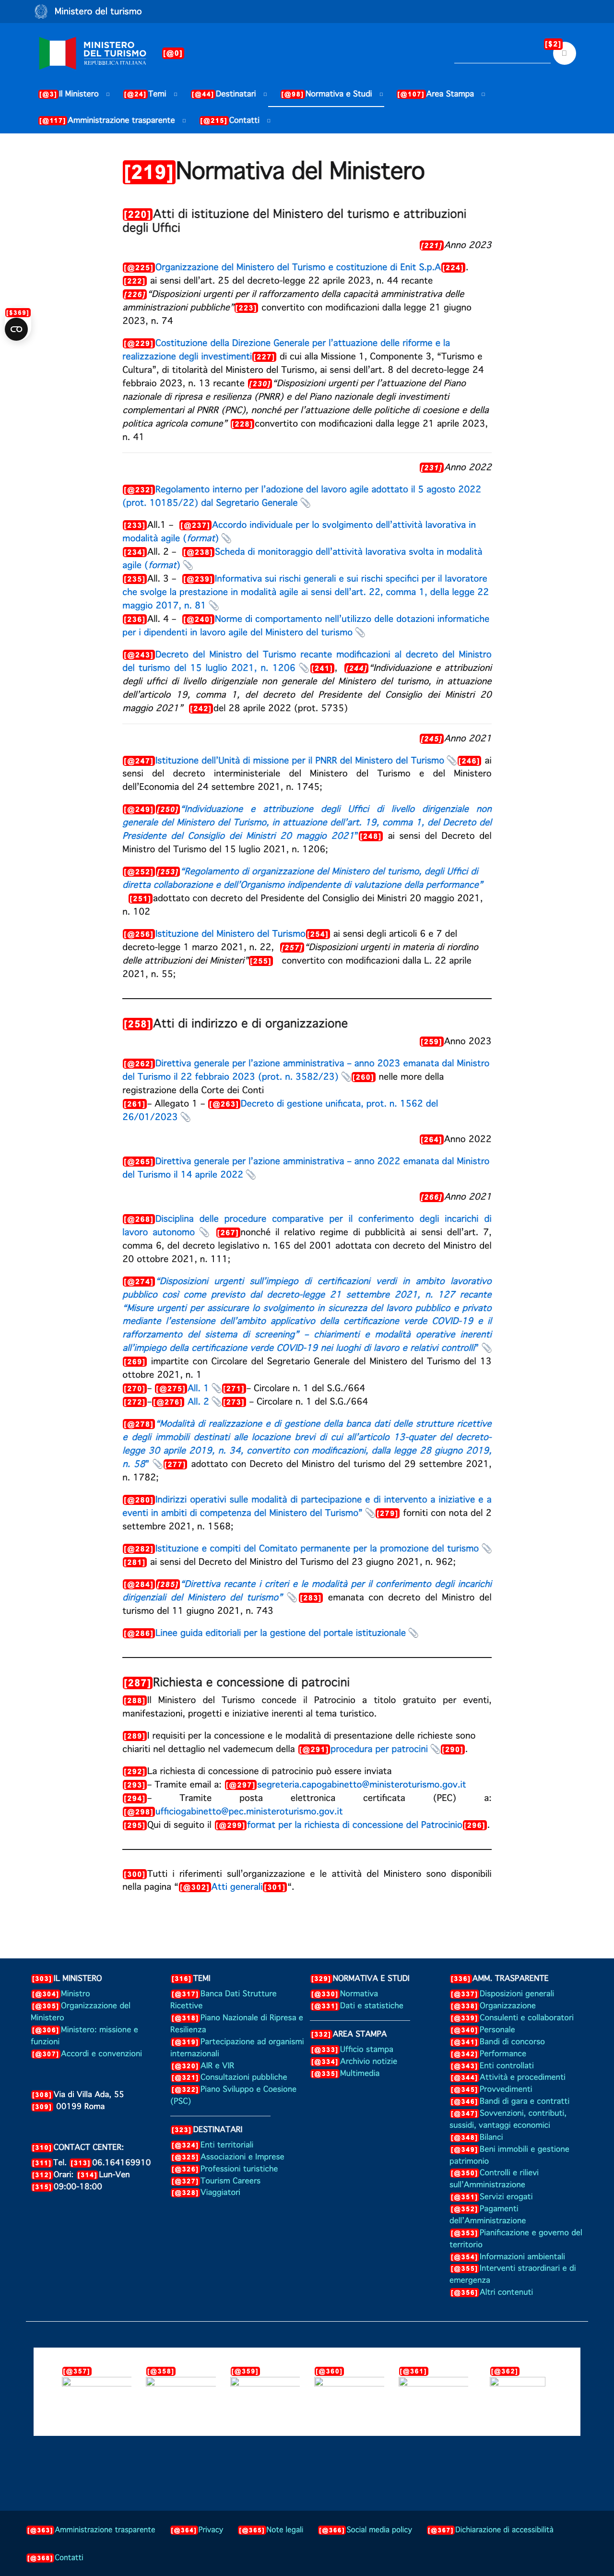 Ministero del turismo
MINISTERO DEL TURISMO REPUBBLICA ITALIANA
[@0]
[$2]
[@3] Il Ministero
[@24] Temi
[@44] Destinatari
[@98] Normativa e Studi
[@107] Area Stampa
[@117] Amministrazione trasparente
[@215] Contatti
[219]Normativa del Ministero
[220]Atti di istituzione del Ministero del turismo e attribuzioni
degli Uffici
[221]Anno 2023
[@225]Organizzazione del Ministero del Turismo e costituzione di Enit S.p.A[224].
[222] ai sensi dell’art. 25 del decreto-legge 22 aprile 2023, n. 44 recante
[226]“Disposizioni urgenti per il rafforzamento della capacità amministrativa delle
amministrazioni pubbliche”[223] convertito con modificazioni dalla legge 21 giugno
2023, n. 74
[$369]
[@229]Costituzione della Direzione Generale per l’attuazione delle riforme e la
realizzazione degli investimenti[227] di cui alla Missione 1, Componente 3, “Turismo e
Cultura”, di titolarità del Ministero del Turismo, ai sensi dell’art. 8 del decreto-legge 24
febbraio 2023, n. 13 recante [230]“Disposizioni urgenti per l’attuazione del Piano
nazionale di ripresa e resilienza (PNRR) e del Piano nazionale degli investimenti
complementari al PNRR (PNC), nonché per l’attuazione delle politiche di coesione e della
politica agricola comune” [228]convertito con modificazioni dalla legge 21 aprile 2023,
n. 41
[231]Anno 2022
[@232]Regolamento interno per l’adozione del lavoro agile adottato il 5 agosto 2022
(prot. 10185/22) dal Segretario Generale
[233]All.1 – [@237]Accordo individuale per lo svolgimento dell’attività lavorativa in
modalità agile (format)
[234]All. 2 – [@238]Scheda di monitoraggio dell’attività lavorativa svolta in modalità
agile (format)
[235]All. 3 – [@239]Informativa sui rischi generali e sui rischi specifici per il lavoratore
che svolge la prestazione in modalità agile ai sensi dell’art. 22, comma 1, della legge 22
maggio 2017, n. 81
[236]All. 4 – [@240]Norme di comportamento nell’utilizzo delle dotazioni informatiche
per i dipendenti in lavoro agile del Ministero del turismo
[@243]Decreto del Ministro del Turismo recante modificazioni al decreto del Ministro
del turismo del 15 luglio 2021, n. 1206 [241], [244]“Individuazione e attribuzioni
degli uffici di livello dirigenziale non generale del Ministero del turismo, in attuazione
dell’articolo 19, comma 1, del decreto del Presidente del Consiglio dei Ministri 20
maggio 2021” [242]del 28 aprile 2022 (prot. 5735)
[245]Anno 2021
[@247]Istituzione dell’Unità di missione per il PNRR del Ministero del Turismo [246] ai
sensi del decreto interministeriale del Ministero del Turismo e del Ministero
dell’Economia del 24 settembre 2021, n. 1745;
[@249][250]“Individuazione e attribuzione degli Uffici di livello dirigenziale non
generale del Ministero del Turismo, in attuazione dell’art. 19, comma 1, del Decreto del
Presidente del Consiglio dei Ministri 20 maggio 2021”[248] ai sensi del Decreto del
Ministro del Turismo del 15 luglio 2021, n. 1206;
[@252][253]“Regolamento di organizzazione del Ministero del turismo, degli Uffici di
diretta collaborazione e dell’Organismo indipendente di valutazione della performance”
[251]adottato con decreto del Presidente del Consiglio dei Ministri 20 maggio 2021,
n. 102
[@256]Istituzione del Ministero del Turismo[254] ai sensi degli articoli 6 e 7 del
decreto-legge 1 marzo 2021, n. 22, [257]“Disposizioni urgenti in materia di riordino
delle attribuzioni dei Ministeri”[255] convertito con modificazioni dalla L. 22 aprile
2021, n. 55;
[258]Atti di indirizzo e di organizzazione
[259]Anno 2023
[@262]Direttiva generale per l’azione amministrativa – anno 2023 emanata dal Ministro
del Turismo il 22 febbraio 2023 (prot. n. 3582/23) [260] nelle more della
registrazione della Corte dei Conti
[261]– Allegato 1 – [@263]Decreto di gestione unificata, prot. n. 1562 del
26/01/2023
[264]Anno 2022
[@265]Direttiva generale per l’azione amministrativa – anno 2022 emanata dal Ministro
del Turismo il 14 aprile 2022
[266]Anno 2021
[@268]Disciplina delle procedure comparative per il conferimento degli incarichi di
lavoro autonomo [267]nonché il relativo regime di pubblicità ai sensi dell’art. 7,
comma 6, del decreto legislativo n. 165 del 2001 adottata con decreto del Ministro del
20 ottobre 2021, n. 111;
[@274]“Disposizioni urgenti sull’impiego di certificazioni verdi in ambito lavorativo
pubblico così come previsto dal decreto-legge 21 settembre 2021, n. 127 recante
“Misure urgenti per assicurare lo svolgimento in sicurezza del lavoro pubblico e privato
mediante l’estensione dell’ambito applicativo della certificazione verde COVID-19 e il
rafforzamento del sistema di screening” – chiarimenti e modalità operative inerenti
all’impiego della certificazione verde COVID-19 nei luoghi di lavoro e relativi controlli”
[269] impartite con Circolare del Segretario Generale del Ministero del Turismo del 13
ottobre 2021, n. 1
[270]– [@275]All. 1 [271]– Circolare n. 1 del S.G./664
[272]–[@276] All. 2 [273] – Circolare n. 1 del S.G./664
[@278]“Modalità di realizzazione e di gestione della banca dati delle strutture ricettive
e degli immobili destinati alle locazione brevi di cui all’articolo 13-quater del decreto-
legge 30 aprile 2019, n. 34, convertito con modificazioni, dalla legge 28 giugno 2019,
n. 58” [277] adottato con Decreto del Ministro del turismo del 29 settembre 2021,
n. 1782;
[@280]Indirizzi operativi sulle modalità di partecipazione e di intervento a iniziative e a
eventi in ambiti di competenza del Ministero del Turismo” [279] forniti con nota del 2
settembre 2021, n. 1568;
[@282]Istituzione e compiti del Comitato permanente per la promozione del turismo
[281] ai sensi del Decreto del Ministro del Turismo del 23 giugno 2021, n. 962;
[@284][285]“Direttiva recante i criteri e le modalità per il conferimento degli incarichi
dirigenziali del Ministero del turismo” [283] emanata con decreto del Ministro del
turismo del 11 giugno 2021, n. 743
[@286]Linee guida editoriali per la gestione del portale istituzionale
[287]Richiesta e concessione di patrocini
[288]Il Ministero del Turismo concede il Patrocinio a titolo gratuito per eventi,
manifestazioni, progetti e iniziative inerenti al tema turistico.
[289]I requisiti per la concessione e le modalità di presentazione delle richieste sono
chiariti nel dettaglio nel vademecum della [@291]procedura per patrocini [290].
[292]La richiesta di concessione di patrocinio può essere inviata
[293]– Tramite email a: [@297]segreteria.capogabinetto@ministeroturismo.gov.it
[294]– Tramite posta elettronica certificata (PEC) a:
[@298]ufficiogabinetto@pec.ministeroturismo.gov.it
[295]Qui di seguito il [@299]format per la richiesta di concessione del Patrocinio[296].
[300]Tutti i riferimenti sull’organizzazione e le attività del Ministero sono disponibili
nella pagina “[@302]Atti generali[301]“.
[303] IL MINISTERO
[@304]Ministro
[@305]Organizzazione del
Ministero
[@306]Ministero: missione e
funzioni
[@307]Accordi e convenzioni
[308]Via di Villa Ada, 55
[309] 00199 Roma
[310]CONTACT CENTER:
[311]Tel. [313]06.164169910
[312]Orari: [314]Lun-Ven
[315]09:00-18:00
[316] TEMI
[@317]Banca Dati Strutture
Ricettive
[@318]Piano Nazionale di Ripresa e
Resilienza
[@319]Partecipazione ad organismi
internazionali
[@320]AIR e VIR
[@321]Consultazioni pubbliche
[@322]Piano Sviluppo e Coesione
(PSC)
[323]DESTINATARI
[@324]Enti territoriali
[@325]Associazioni e Imprese
[@326]Professioni turistiche
[@327]Tourism Careers
[@328]Viaggiatori
[329]NORMATIVA E STUDI
[@330]Normativa
[@331]Dati e statistiche
[332]AREA STAMPA
[@333]Ufficio stampa
[@334]Archivio notizie
[@335]Multimedia
[336]AMM. TRASPARENTE
[@337]Disposizioni generali
[@338]Organizzazione
[@339]Consulenti e collaboratori
[@340]Personale
[@341]Bandi di concorso
[@342]Performance
[@343]Enti controllati
[@344]Attività e procedimenti
[@345]Provvedimenti
[@346]Bandi di gara e contratti
[@347]Sovvenzioni, contributi,
sussidi, vantaggi economici
[@348]Bilanci
[@349]Beni immobili e gestione
patrimonio
[@350]Controlli e rilievi
sull’Amministrazione
[@351]Servizi erogati
[@352]Pagamenti
dell’Amministrazione
[@353]Pianificazione e governo del
territorio
[@354]Informazioni ambientali
[@355]Interventi straordinari e di
emergenza
[@356]Altri contenuti
[@357]
[@358]
[@359]
[@360]
[@361]
[@362]
[@363]Amministrazione trasparente
[@364]Privacy
[@365]Note legali
[@366]Social media policy
[@367]Dichiarazione di accessibilità
[@368]Contatti